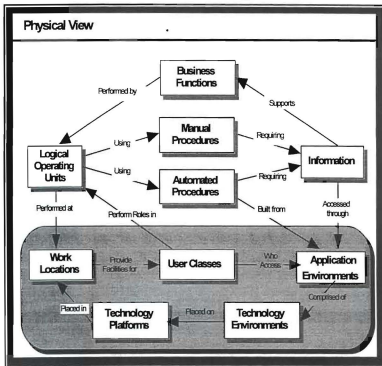 Physical View
Business
Functions
Performed by
Supports
Manual
Procedures
Using
Requiring
Logical
Operating
Units
Information
Using
Automated
Procedures
Requiring
Performed at
Perform Roles in
Built from
Accessed
through
Work
Locations
Provide
Facilities for
User Classes
Who
Access
Application
Environments
Comprised of
Placed in
Technology
Platforms
Placed on
Technology
Environments